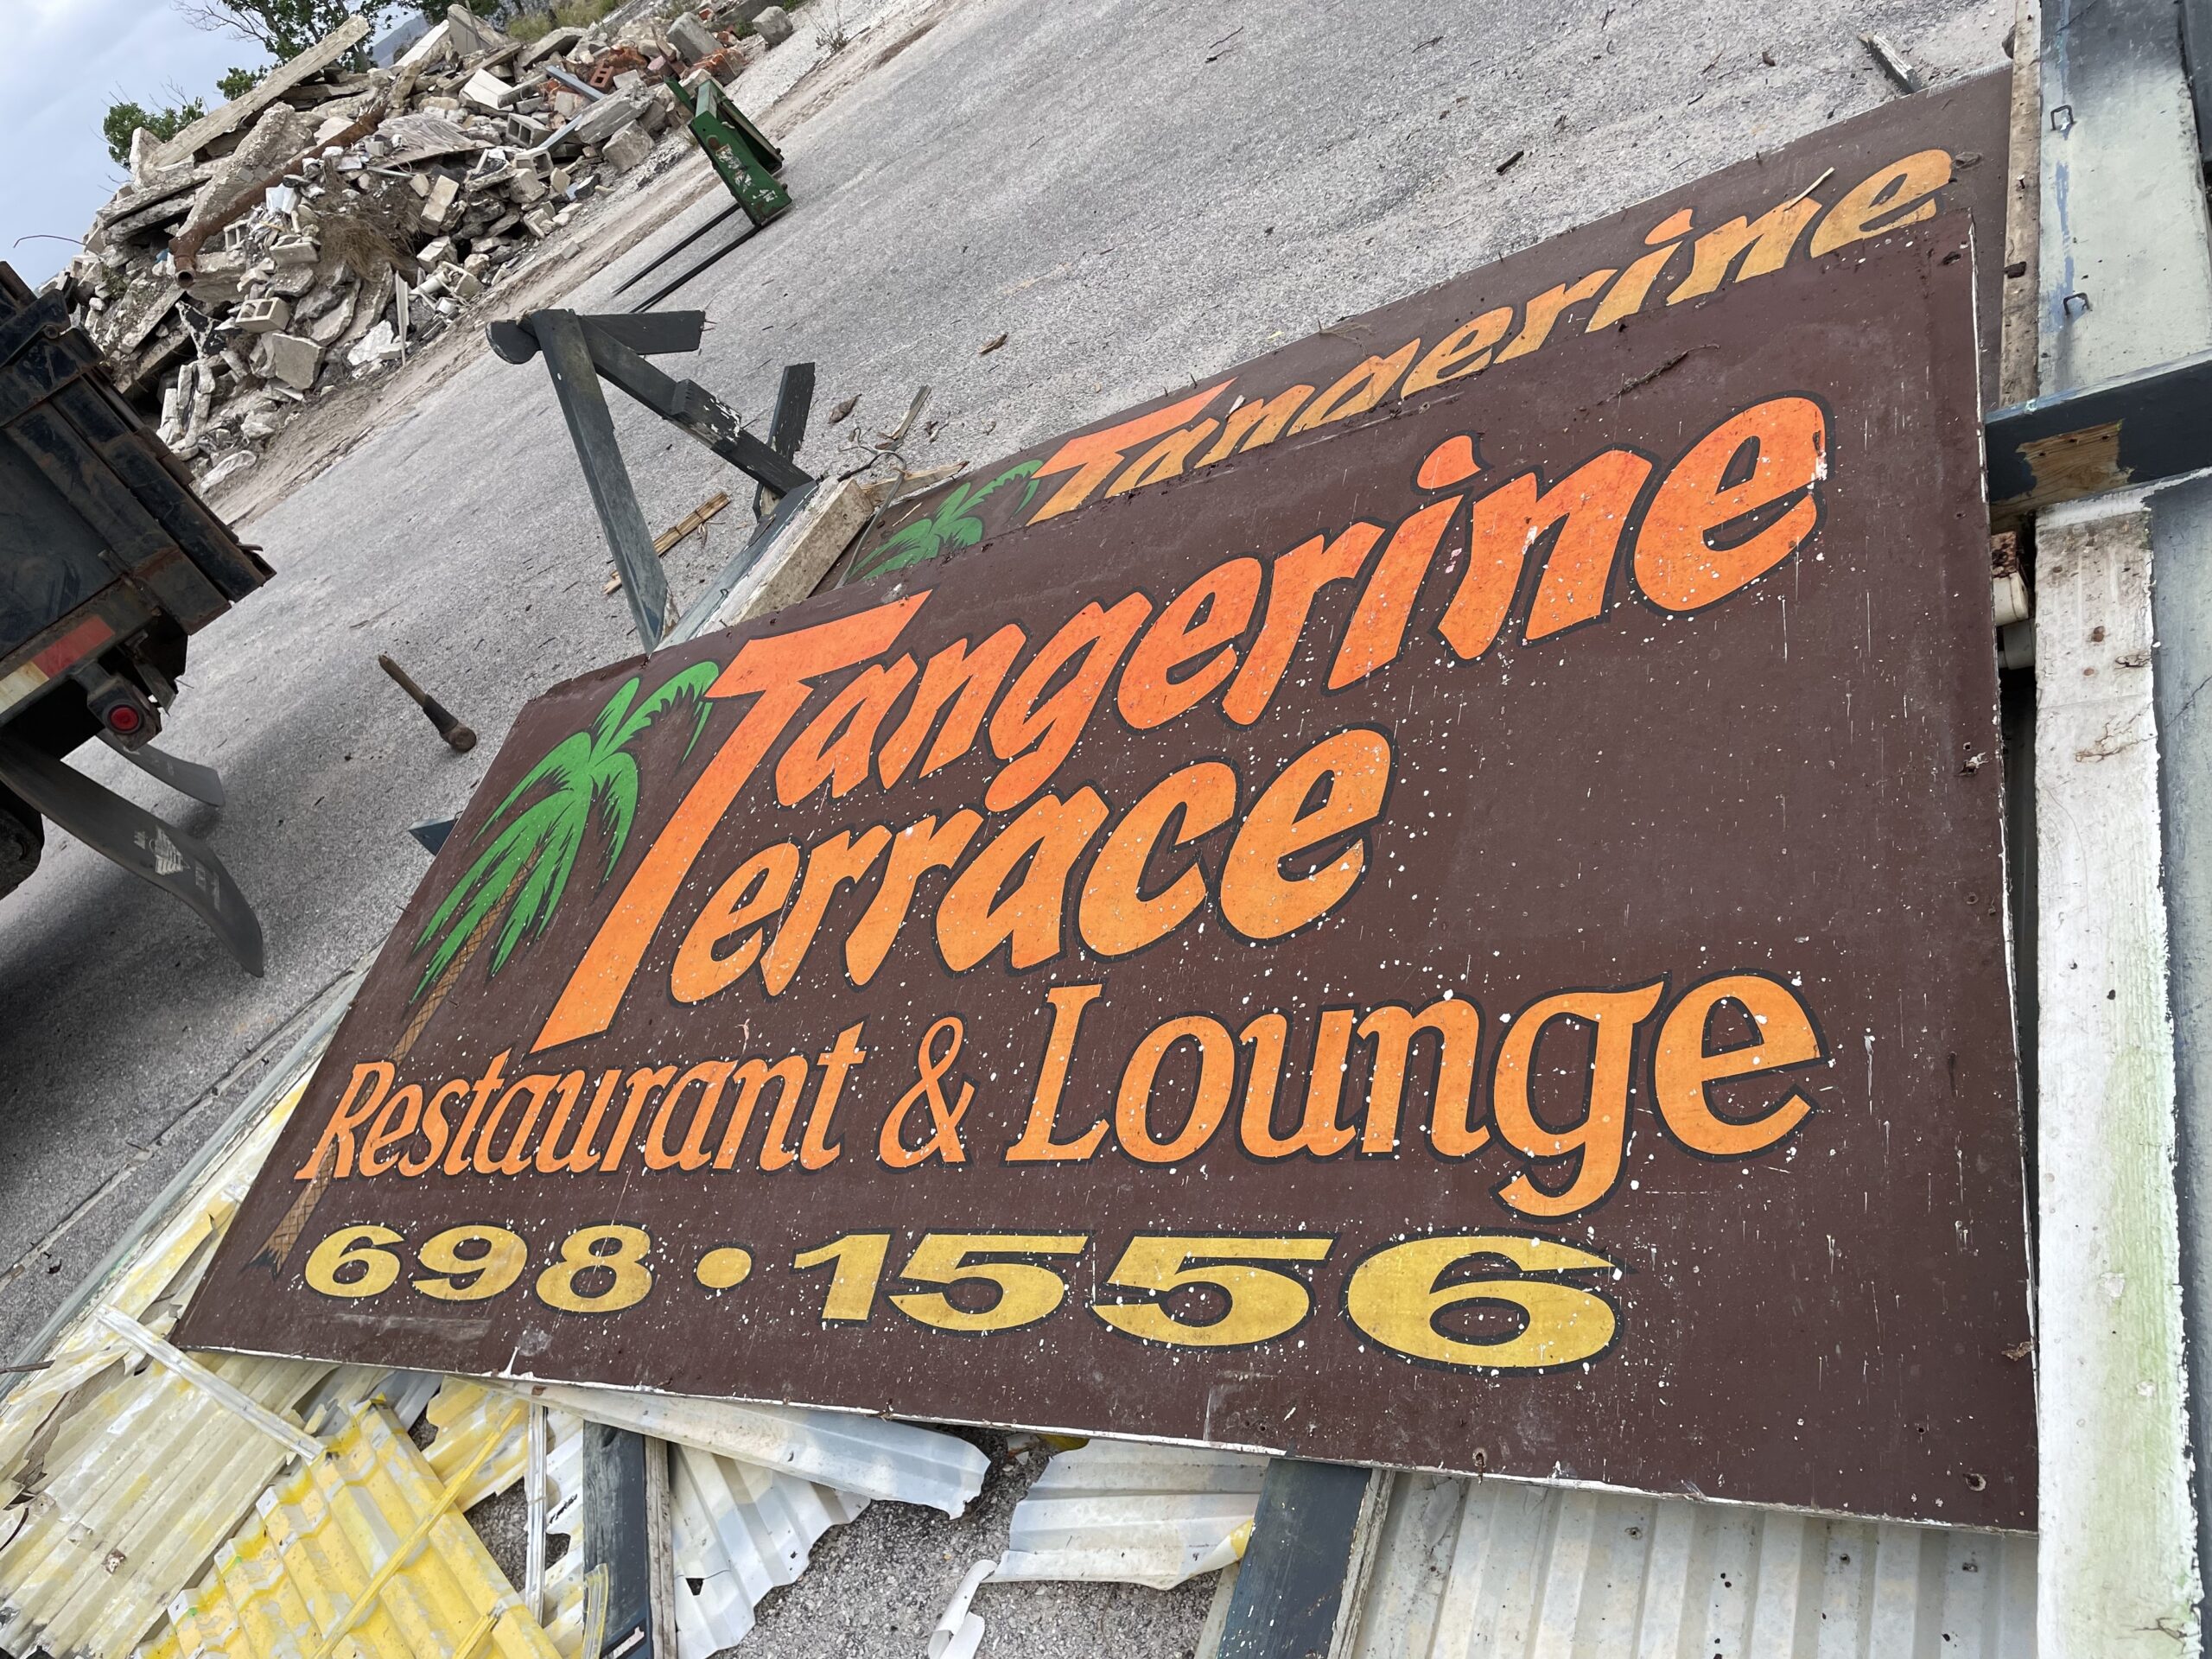 Tangerine
Tangerine
Terrace
Restaurant & Lounge
698•1556